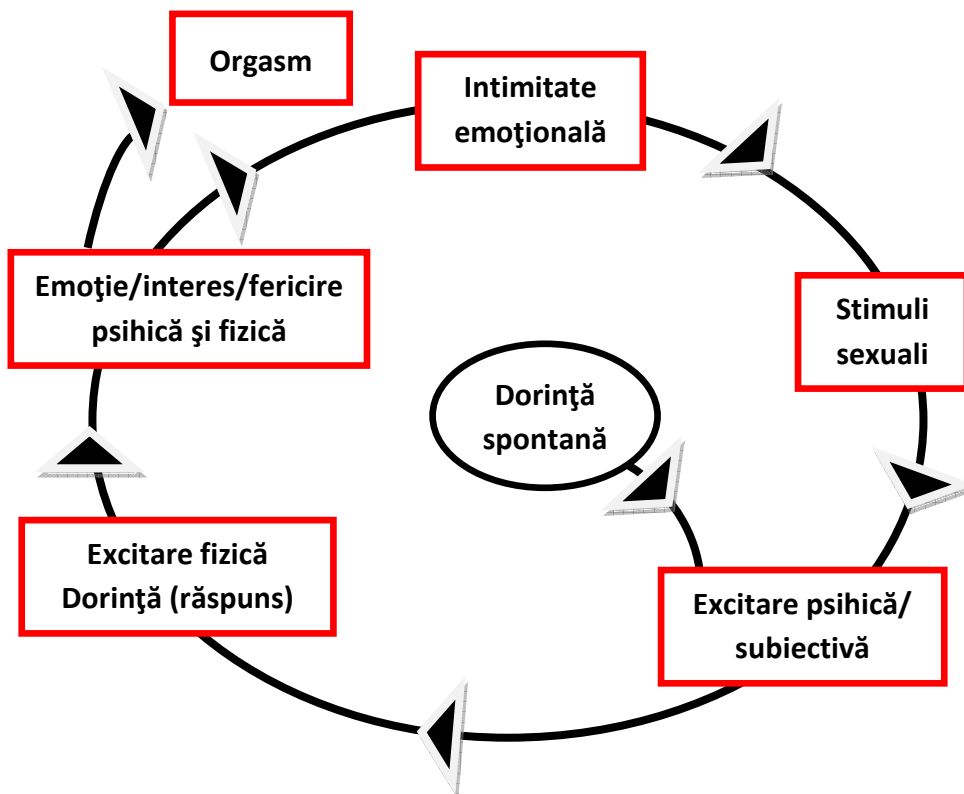 Orgasm
Intimitate
emoţională
Emoţie/interes/fericire
psihică şi fizică
Stimuli
sexuali
Dorinţă
spontană
Excitare fizică
Dorinţă (răspuns)
Excitare psihică/
subiectivă